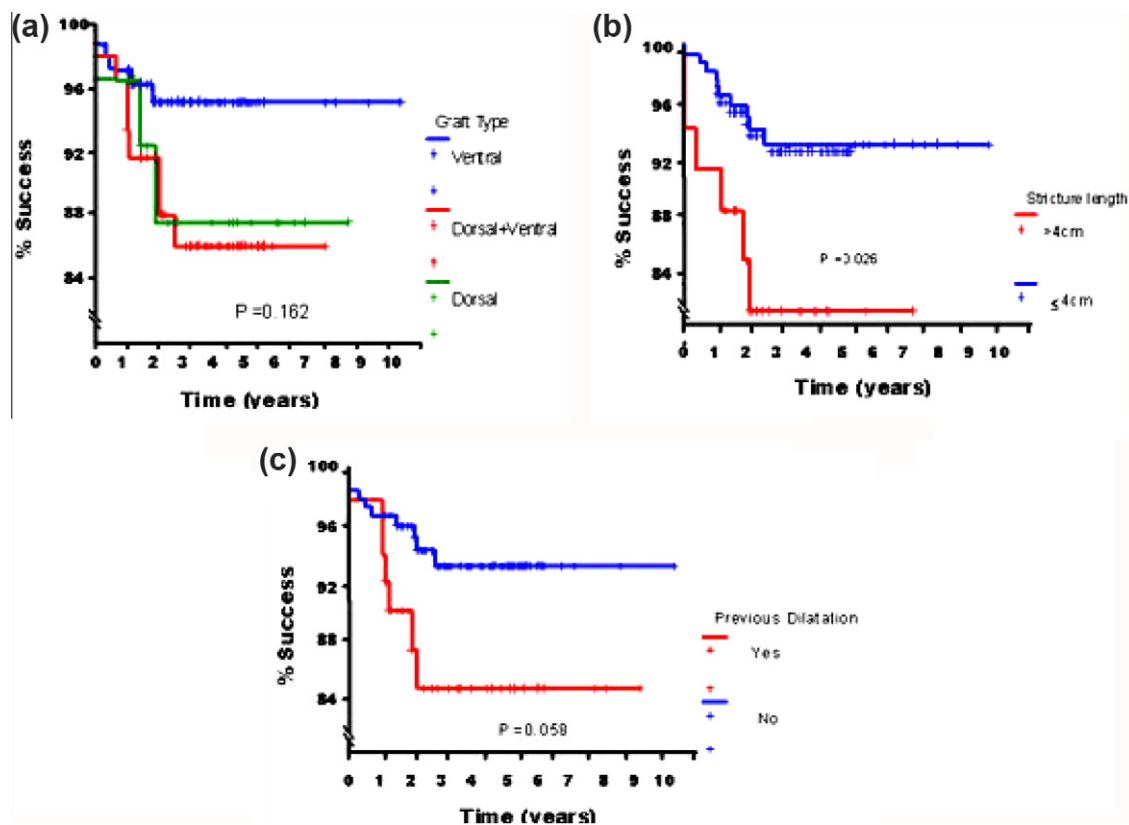 (a)
100
96
92
88
84
% Success
0 1 2 3 4 5 6 7 8 9 10
Time (years)
P =0.162
Graft Type
Ventral
Dorsal+Ventral
Dorsal
(b)
100
96
92
88
84
% Success
0 1 2 3 4 5 6 7 8 9 10
Time (years)
P =0.026
Stricture length
>4cm
≤4cm
(c)
100
96
92
88
84
% Success
0 1 2 3 4 5 6 7 8 9 10
Time (years)
P =0.058
Previous Dilatation
Yes
No